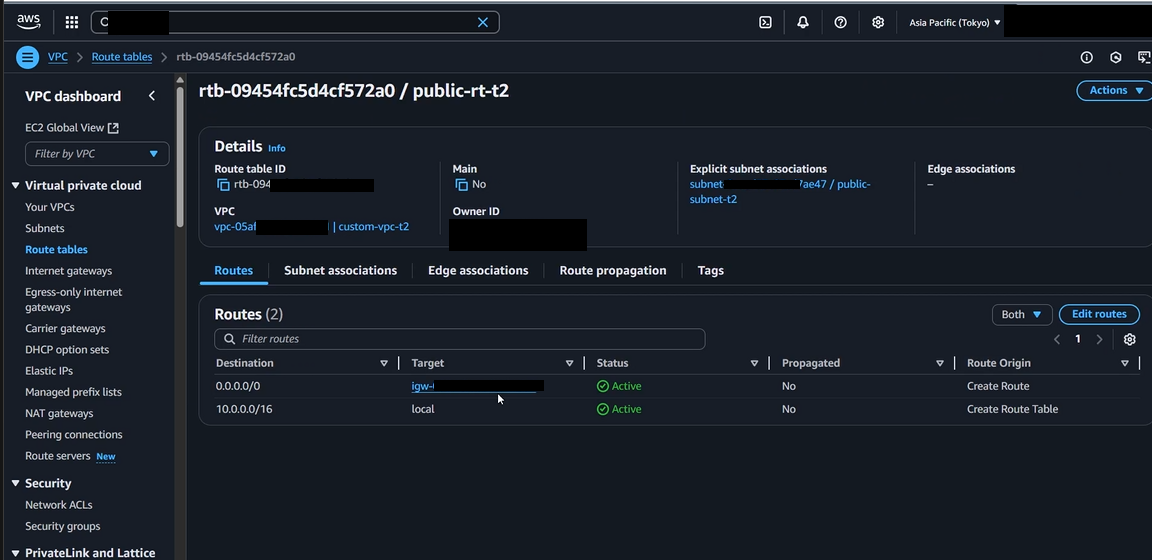 aws
Asia Pacific (Tokyo)
VPC
Route tables
rtb-09454fc5d4cf572a0
VPC dashboard
EC2 Global View
Filter by VPC
Virtual private cloud
Your VPCs
Subnets
Route tables
Internet gateways
Egress-only internet
gateways
Carrier gateways
DHCP option sets
Elastic IPs
Managed prefix lists
NAT gateways
Peering connections
Route servers New
Security
Network ACLs
Security groups
PrivateLink and Lattice
rtb-09454fc5d4cf572a0 / public-rt-t2
Actions
Details Info
Route table ID
rtb-094
Main
No
Explicit subnet associations
subnet- 7ae47 / public-
subnet-t2
Edge associations
–
VPC
vpc-05af | custom-vpc-t2
Owner ID
Routes
Subnet associations
Edge associations
Route propagation
Tags
Routes (2)
Both
Edit routes
Filter routes
1
Destination Target Status Propagated Route Origin
0.0.0.0/0 igw- Active No Create Route
10.0.0.0/16 local Active No Create Route Table